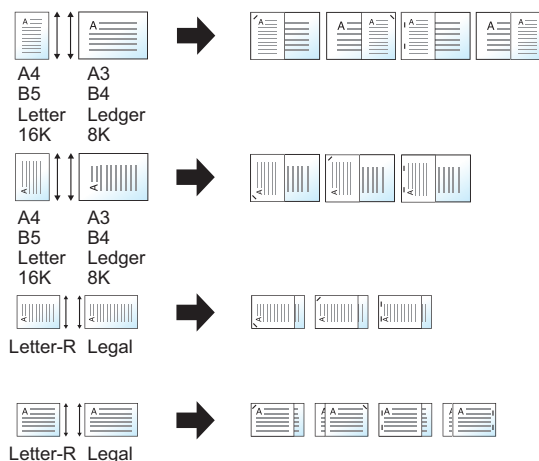 A A A A A A A A A A
A4 A3
B5 B4
Letter Ledger
16K 8K
A A A A A
A4 A3
B5 B4
Letter Ledger
16K 8K
A A A A A
Letter-R Legal
A A A A A A A A
Letter-R Legal